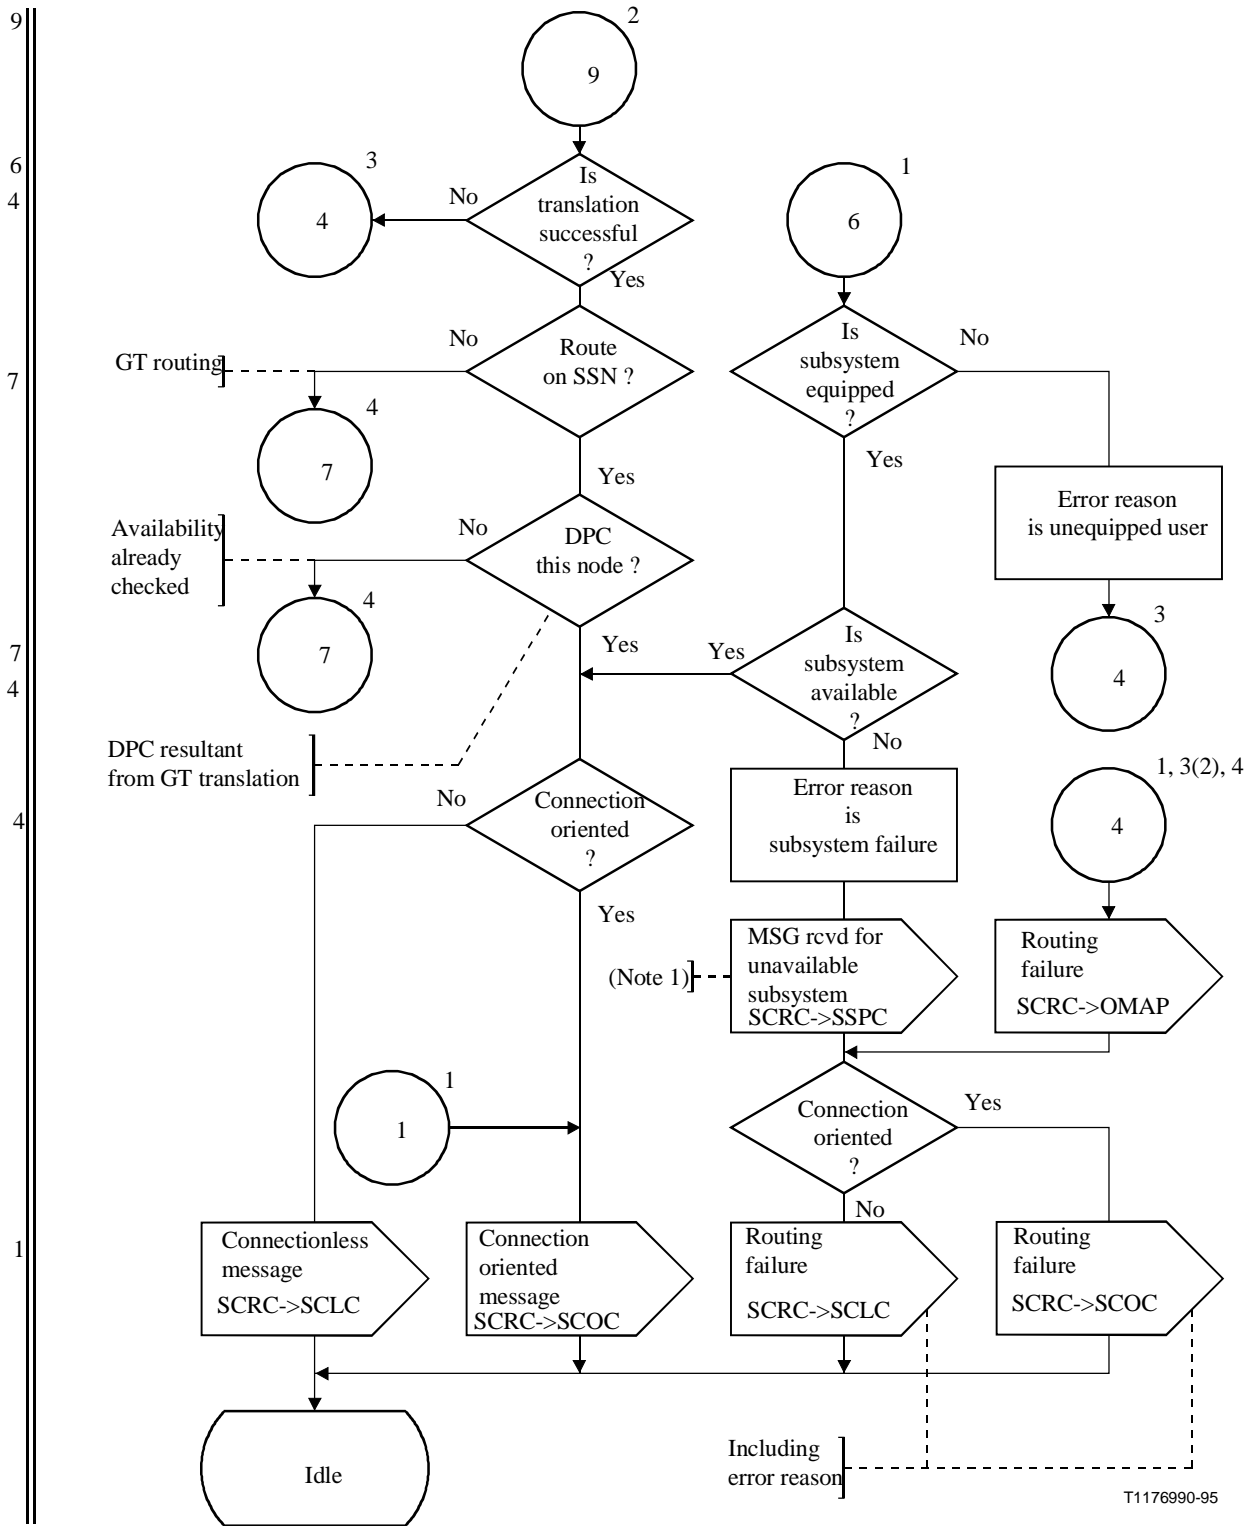 9
2
9
6
4
3
4
No
Is
translation
successful
?
Yes
1
6
GT routing
7
No
Route
on SSN ?
Yes
4
7
Is
subsystem
equipped
?
No
Yes
Error reason
is unequipped user
3
4
Availability
already
checked
No
DPC
this node ?
Yes
4
7
7
4
Yes
Is
subsystem
available
?
No
DPC resultant
from GT translation
4
No
Connection
oriented
?
Yes
Error reason
is
subsystem failure
1, 3(2), 4
4
(Note 1)
MSG rcvd for
unavailable
subsystem
SCRC->SSPC
Routing
failure
SCRC->OMAP
1
1
Connection
oriented
?
Yes
No
1
Connectionless
message
SCRC->SCLC
Connection
oriented
message
SCRC->SCOC
Routing
failure
SCRC->SCLC
Routing
failure
SCRC->SCOC
Idle
Including
error reason
T1176990-95